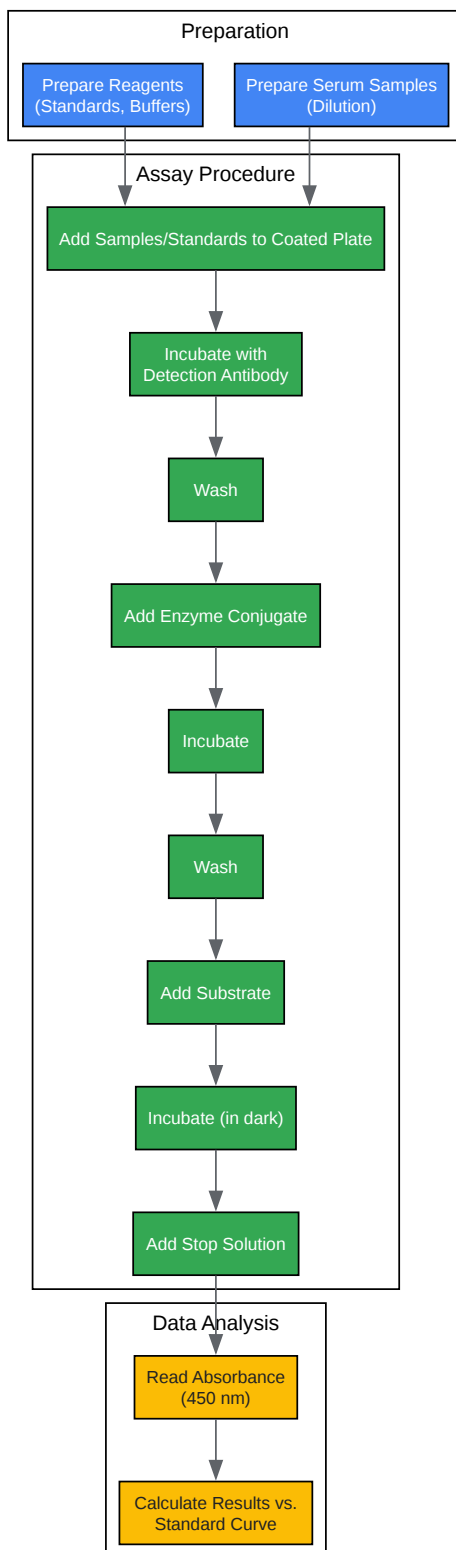 Preparation
Prepare Reagents
(Standards, Buffers)
Prepare Serum Samples
(Dilution)
Assay Procedure
Add Samples/Standards to Coated Plate
Incubate with
Detection Antibody
Wash
Add Enzyme Conjugate
Incubate
Wash
Add Substrate
Incubate (in dark)
Add Stop Solution
Data Analysis
Read Absorbance
(450 nm)
Calculate Results vs.
Standard Curve